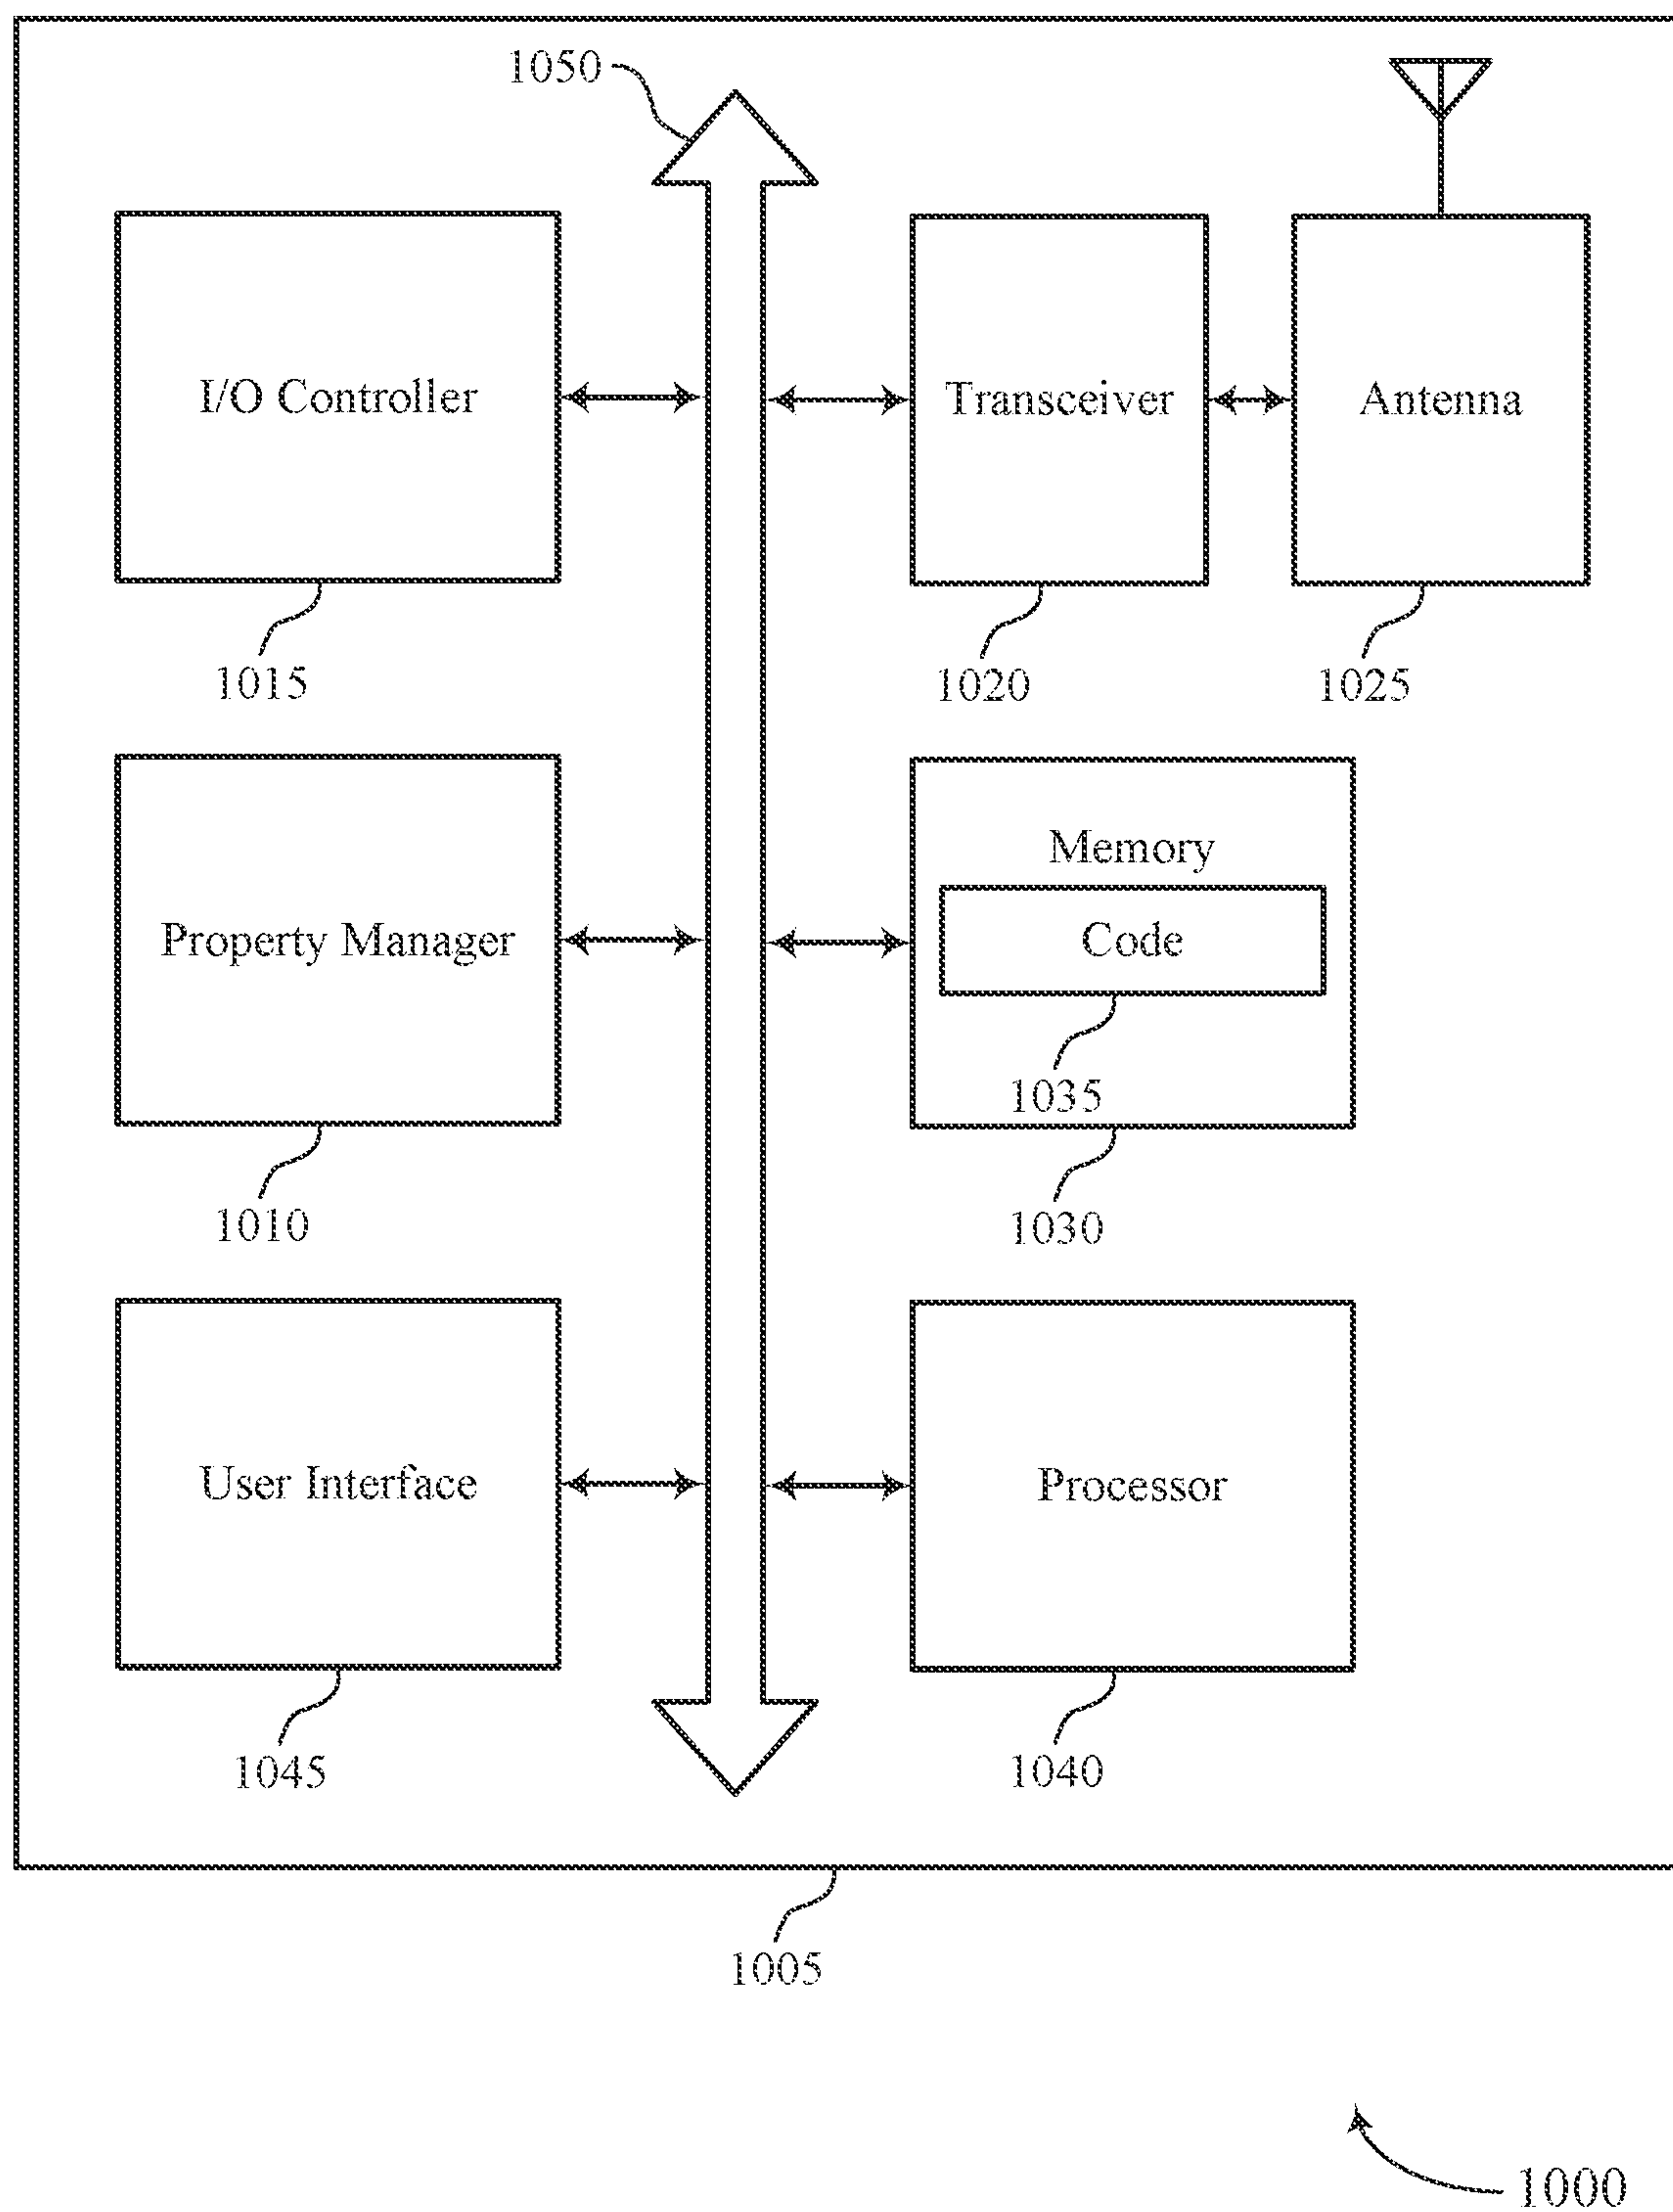 1050
I/O Controller
Transceiver
Antenna
1015
1020
1025
Property Manager
Memory
Code
1035
1010
1030
User Interface
Processor
1045
1040
1005
1000